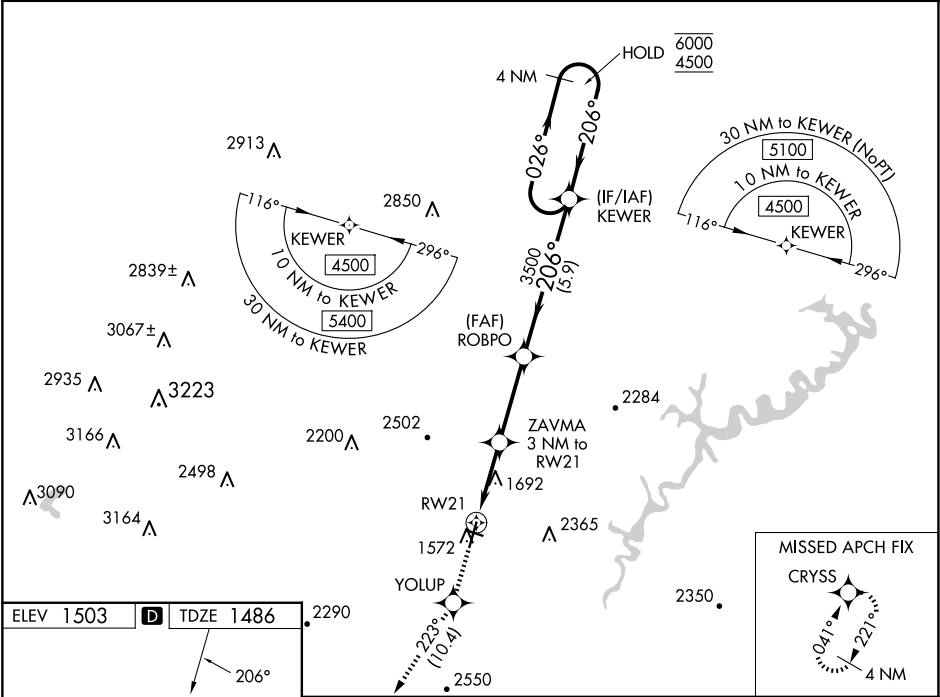 HOLD 6000
4500
4 NM
026°
206°
(IF/IAF)
KEWER
2913
116°
KEWER
296°
4500
10 NM to KEWER
5400
30 NM to KEWER
2850
30 NM to KEWER (NoPT)
5100
10 NM to KEWER
4500
116°
KEWER
296°
2839±
3067±
2935
3223
3166
2498
3090
3164
3500
206°
(5.9)
(FAF)
ROBPO
2284
2502
2200
ZAVMA
3 NM to
RW21
1692
RW21
1572
2365
YOLUP
223°
(10.4)
2290
2350
2550
MISSED APCH FIX
CRYSS
041°
221°
4 NM
ELEV 1503 D TDZE 1486
206°